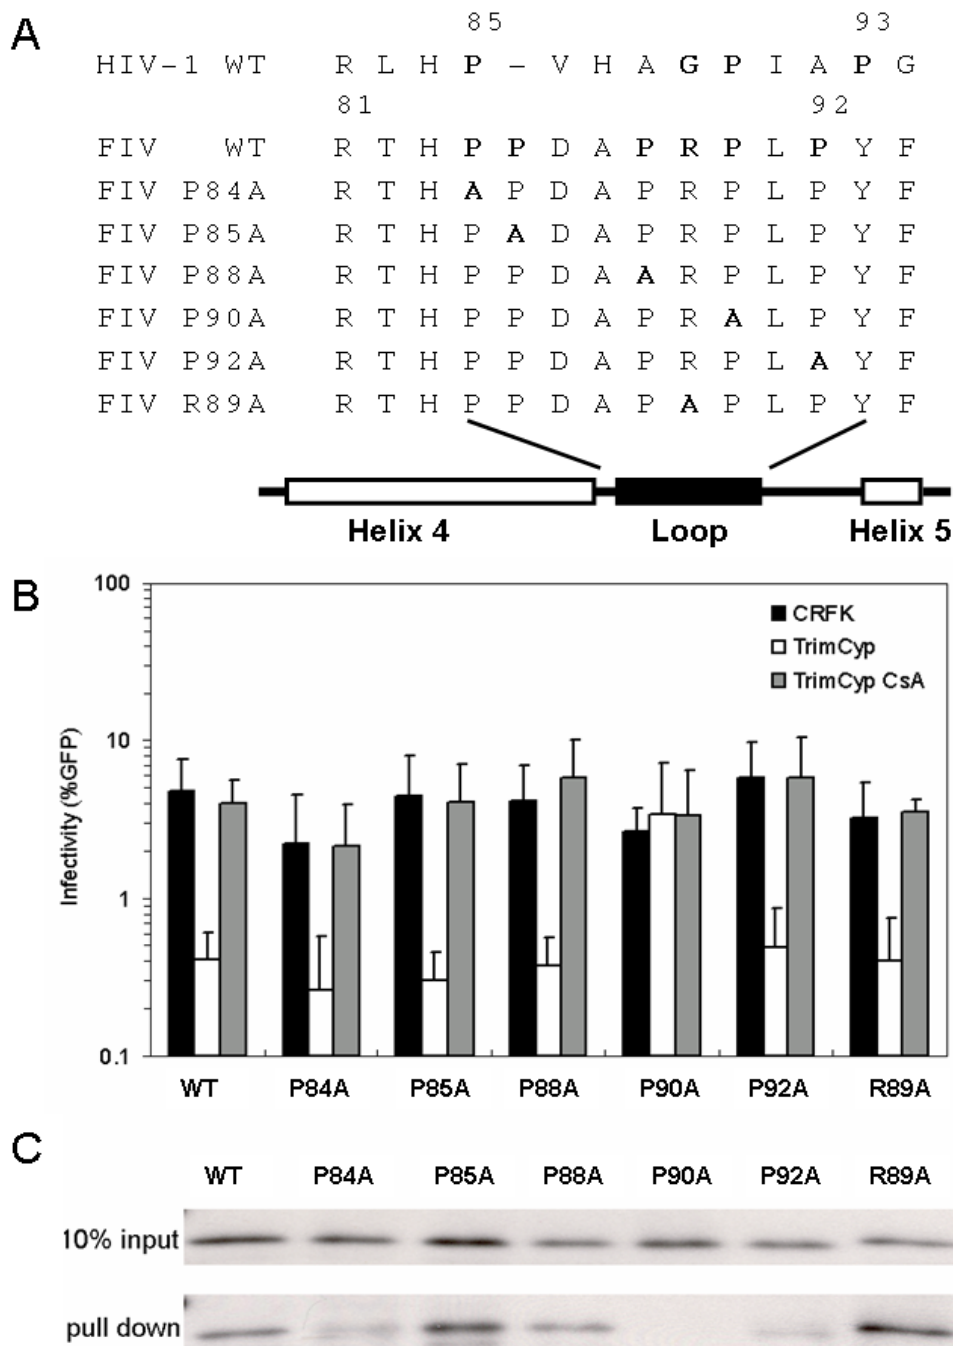 A
85 93
HIV-1 WT R L H P – V H A G P I A P G
81 92
FIV WT R T H P P D A P R P L P Y F
FIV P84A R T H A P D A P R P L P Y F
FIV P85A R T H P A D A P R P L P Y F
FIV P88A R T H P P D A A R P L P Y F
FIV P90A R T H P P D A P R A L P Y F
FIV P92A R T H P P D A P R P L A Y F
FIV R89A R T H P P D A P A P L P Y F
Helix 4 Loop Helix 5
B
Infectivity (%GFP)
100
10
1
0.1
CRFK
TrimCyp
TrimCyp CsA
WT P84A P85A P88A P90A P92A R89A
C
WT P84A P85A P88A P90A P92A R89A
10% input
pull down